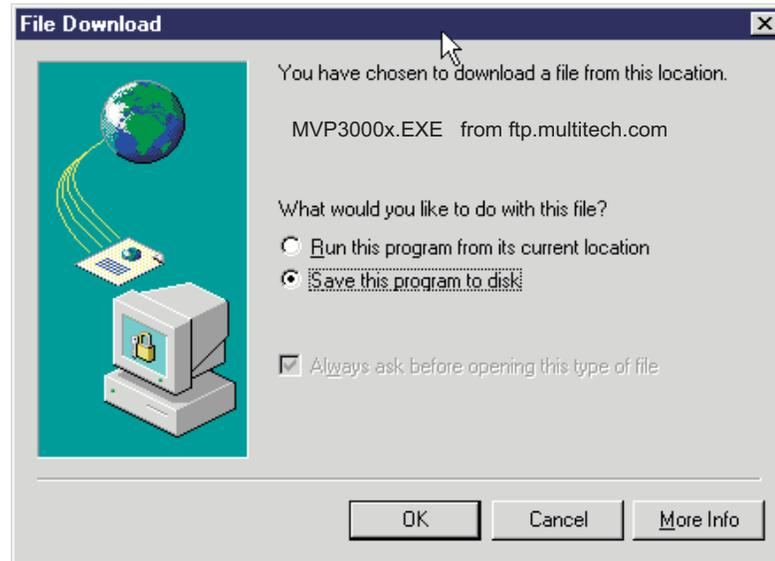 File Download
You have chosen to download a file from this location.
MVP3000x.EXE from ftp.multitech.com
What would you like to do with this file?
Run this program from its current location
Save this program to disk
Always ask before opening this type of file
OK
Cancel
More Info